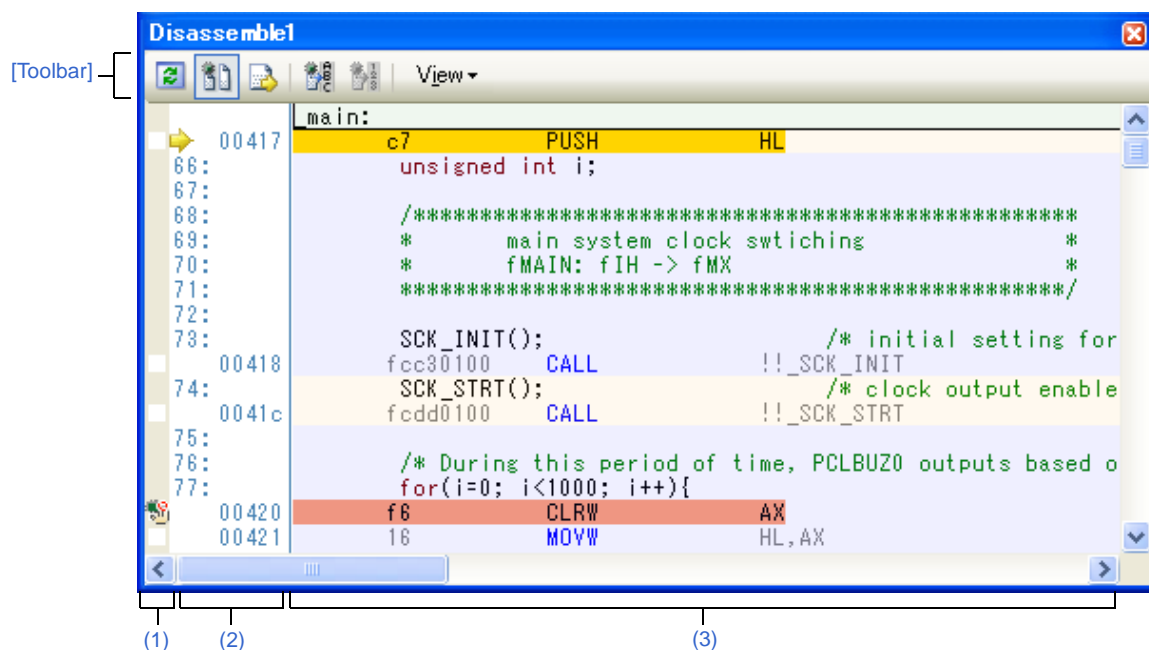 Disassemble1
[Toolbar]
View
_main:
00417 c7 PUSH HL
66: unsigned int i;
67:
68: /**************************************************
69: * main system clock swtiching *
70: * fMAIN: fIH -> fMX *
71: **************************************************/
72:
73: SCK_INIT(); /* initial setting for
00418 fcc30100 CALL !!_SCK_INIT
74: SCK_STRT(); /* clock output enable
0041c fcdd0100 CALL !!_SCK_STRT
75:
76: /* During this period of time, PCLBUZ0 outputs based o
77: for(i=0; i<1000; i++){
00420 f6 CLRW AX
00421 16 MOVW HL,AX
(1) (2) (3)